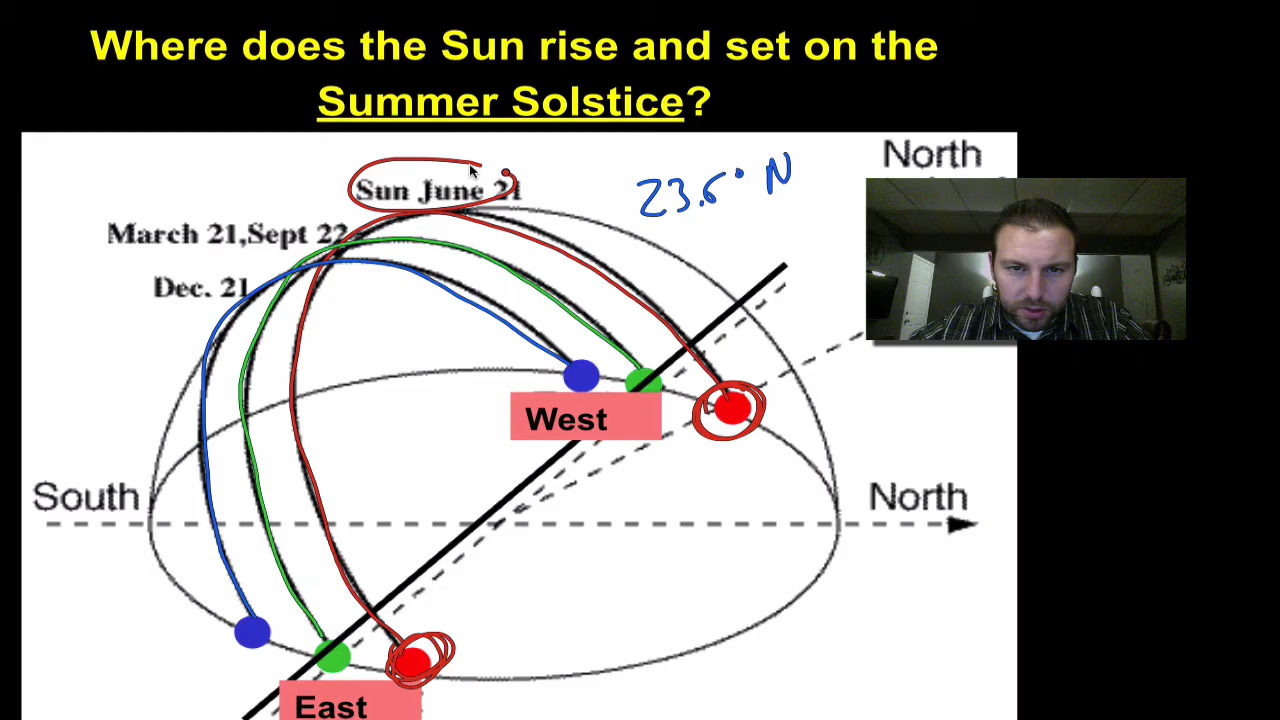 Where does the Sun rise and set on the
Summer Solstice?
North
23.5° N
Sun June 21
March 21,Sept 22
Dec. 21
West
South
North
East